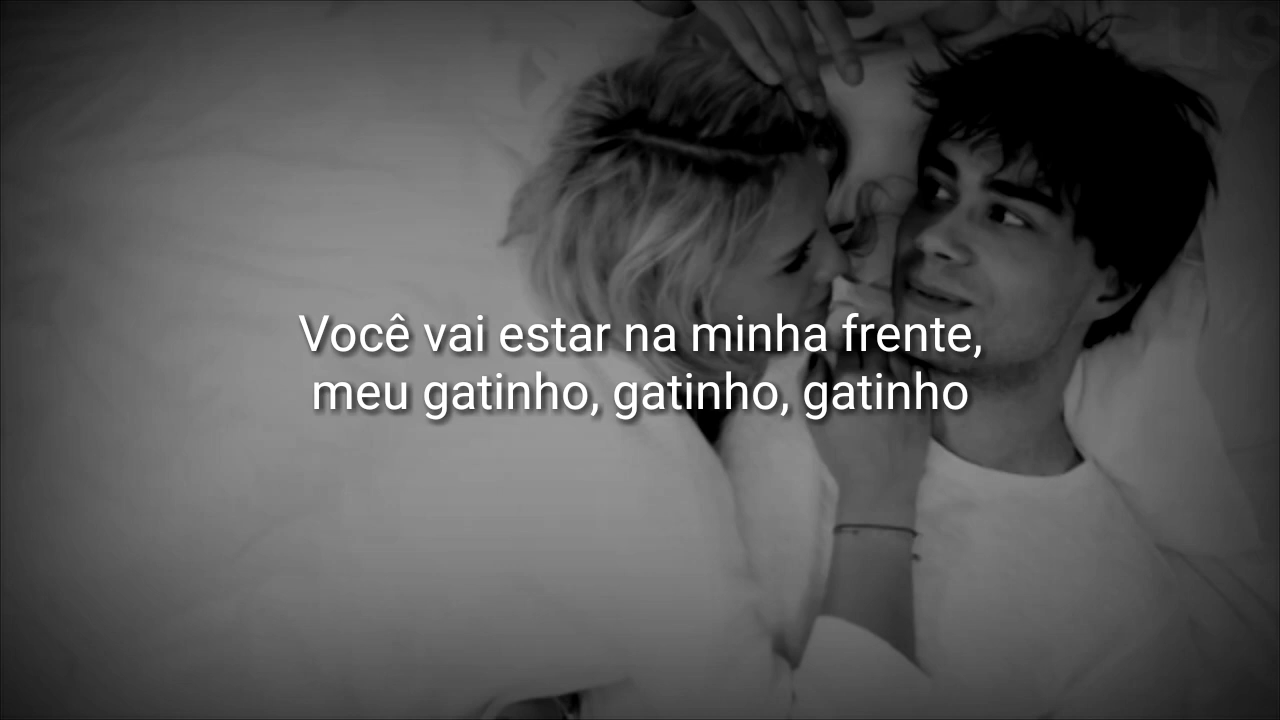 Você vai estar na minha frente,
meu gatinho, gatinho, gatinho